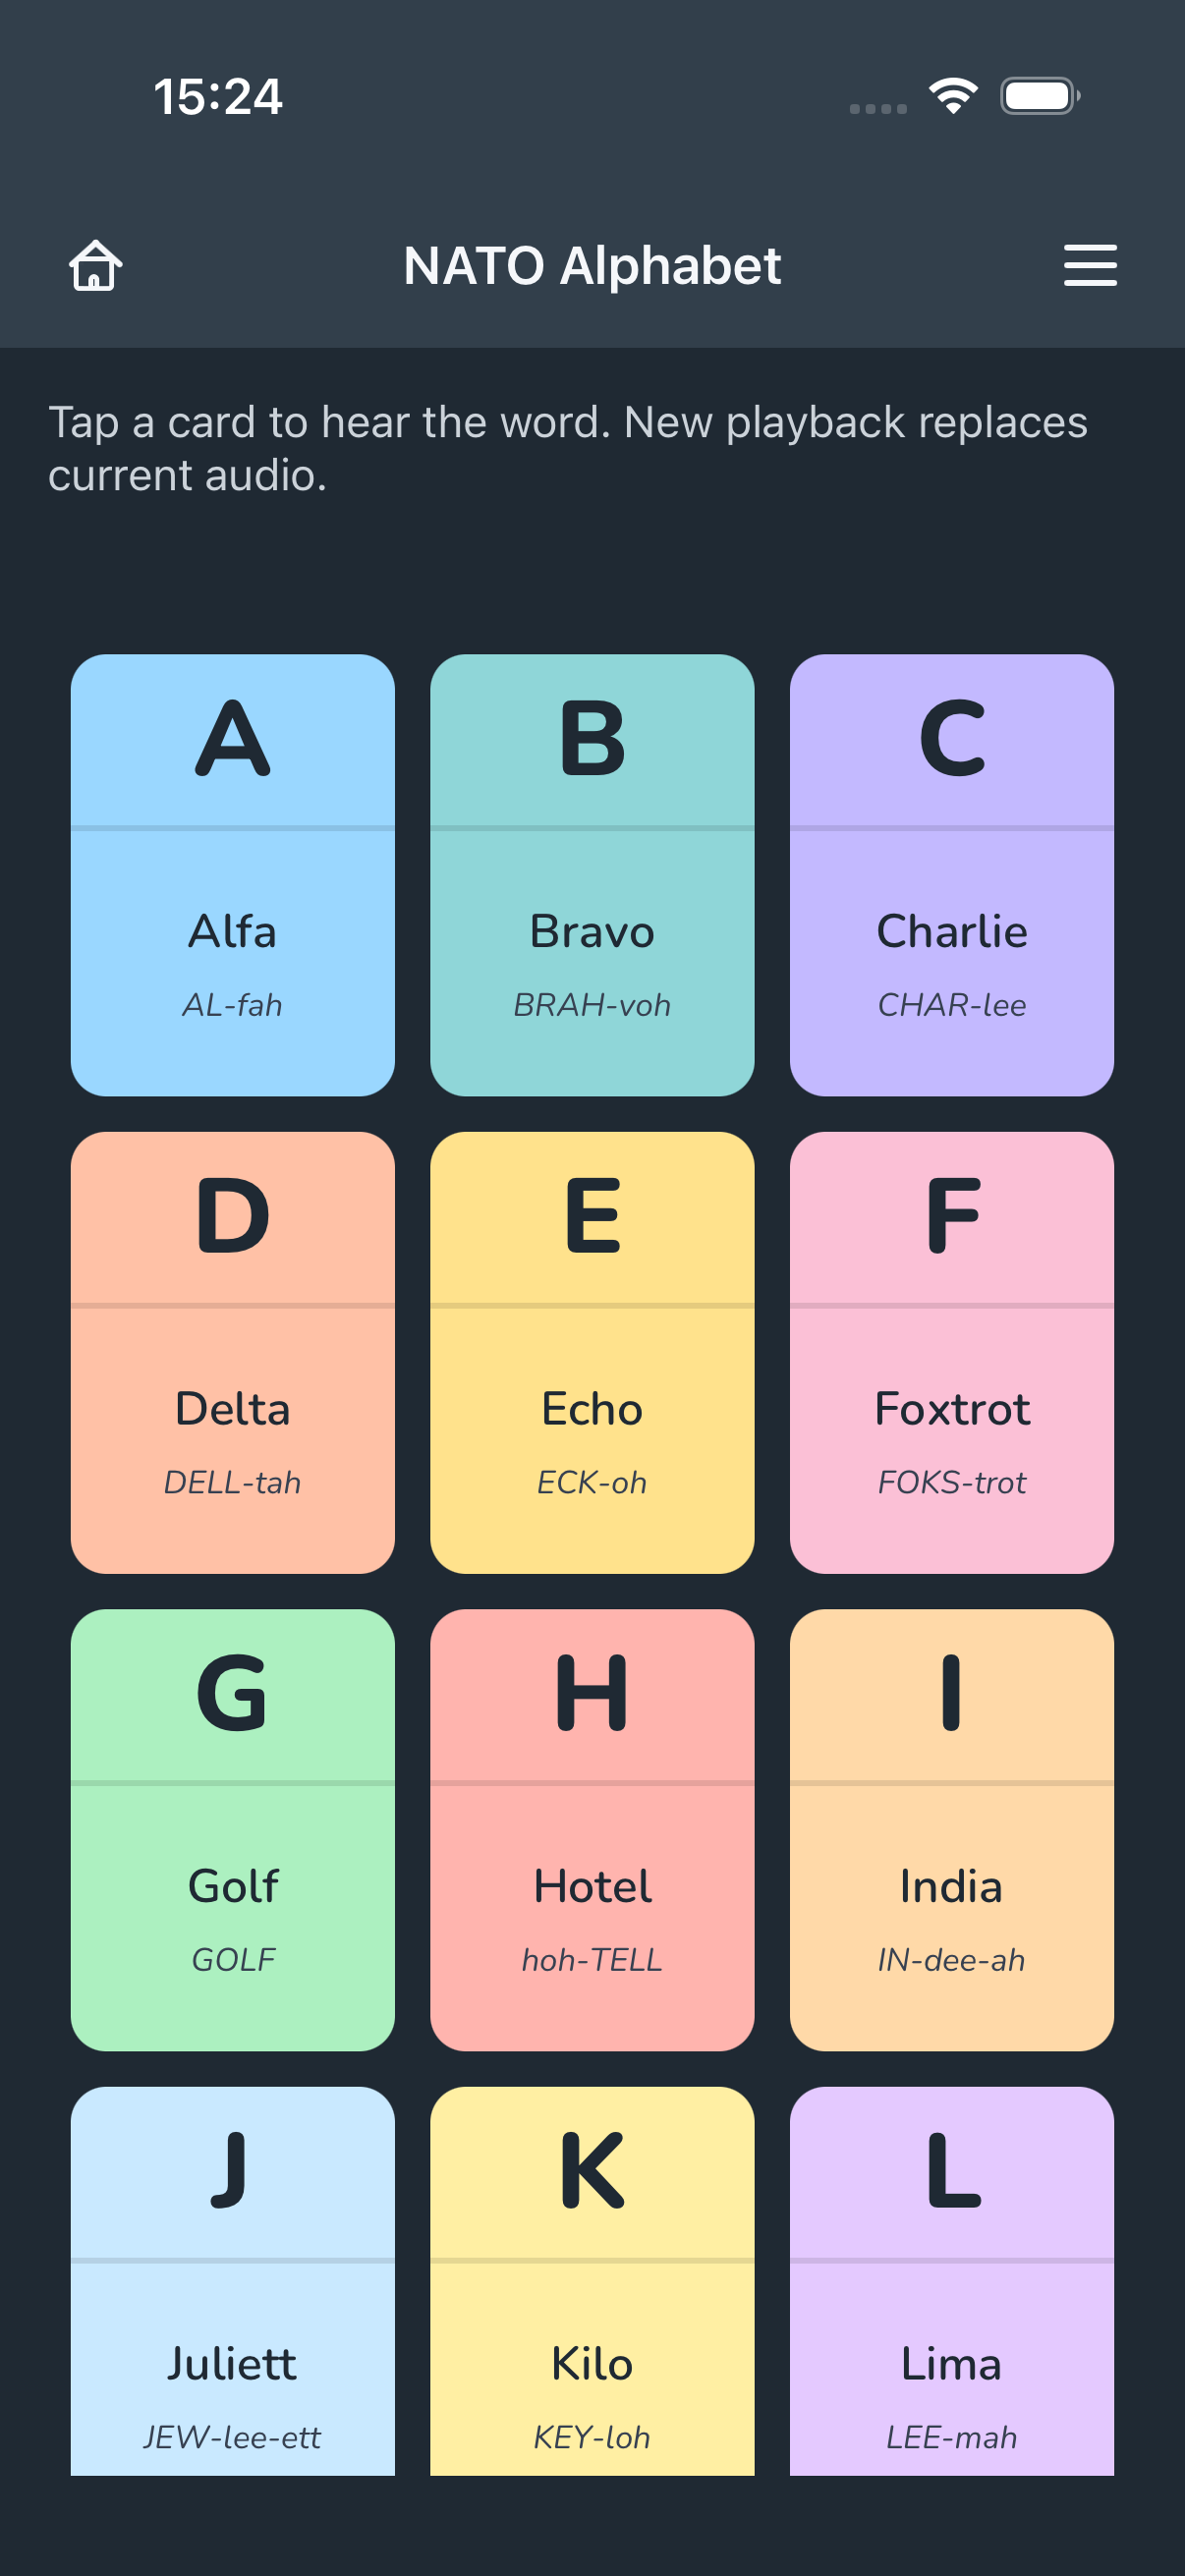 15:24
NATO Alphabet
Tap a card to hear the word. New playback replaces
current audio.
A
B
C
Alfa
Bravo
Charlie
AL-fah
BRAH-voh
CHAR-lee
D
E
F
Delta
Echo
Foxtrot
DELL-tah
ECK-oh
FOKS-trot
G
H
I
Golf
Hotel
India
GOLF
hoh-TELL
IN-dee-ah
J
K
L
Juliett
Kilo
Lima
JEW-lee-ett
KEY-loh
LEE-mah